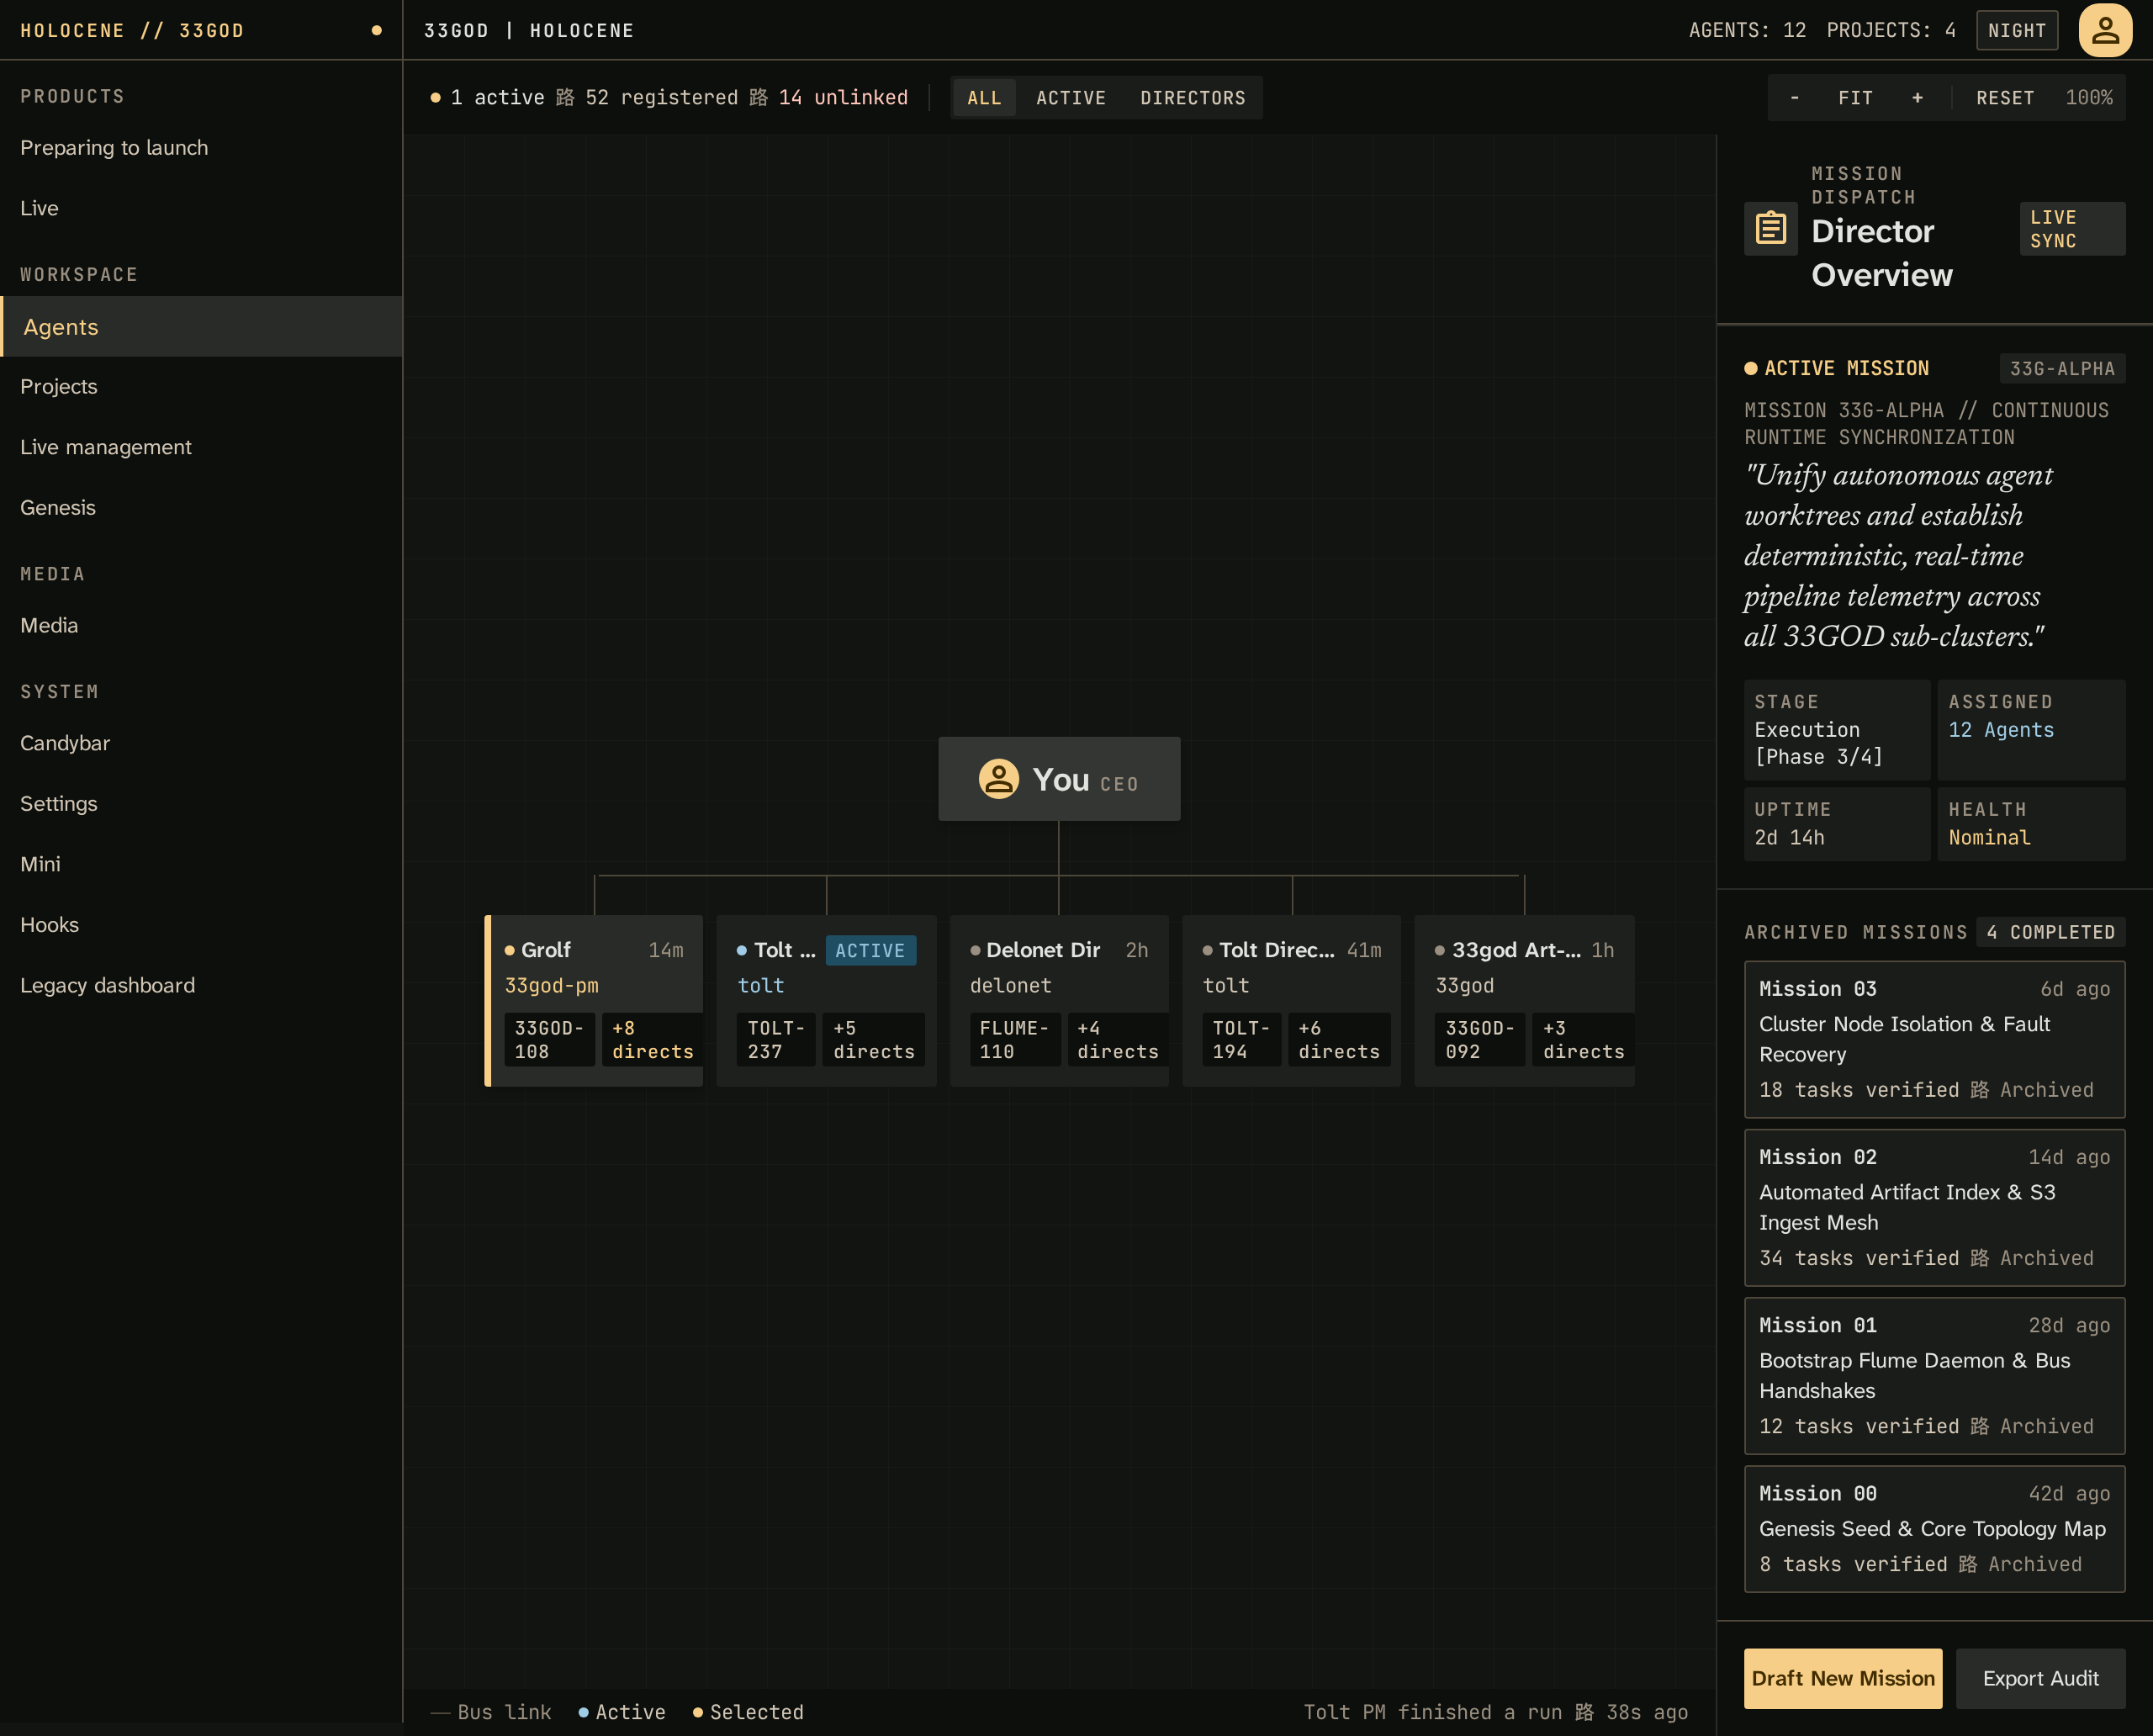 HOLOCENE // 33GOD
33GOD | HOLOCENE
AGENTS: 12 PROJECTS: 4 NIGHT
PRODUCTS
Preparing to launch
Live
WORKSPACE
Agents
Projects
Live management
Genesis
MEDIA
Media
SYSTEM
Candybar
Settings
Mini
Hooks
Legacy dashboard
1 active 路 52 registered 路 14 unlinked
ALL ACTIVE DIRECTORS
- FIT + RESET 100%
You CEO
Grolf 14m
33god-pm
33GOD-
108
+8
directs
Tolt ... ACTIVE
tolt
TOLT-
237
+5
directs
Delonet Dir 2h
delonet
FLUME-
110
+4
directs
Tolt Direc... 41m
tolt
TOLT-
194
+6
directs
33god Art-... 1h
33god
33GOD-
092
+3
directs
Bus link Active Selected
Tolt PM finished a run 路 38s ago
MISSION
DISPATCH
Director
Overview
LIVE
SYNC
ACTIVE MISSION 33G-ALPHA
MISSION 33G-ALPHA // CONTINUOUS
RUNTIME SYNCHRONIZATION
"Unify autonomous agent
worktrees and establish
deterministic, real-time
pipeline telemetry across
all 33GOD sub-clusters."
STAGE
Execution
[Phase 3/4]
ASSIGNED
12 Agents
UPTIME
2d 14h
HEALTH
Nominal
ARCHIVED MISSIONS 4 COMPLETED
Mission 03 6d ago
Cluster Node Isolation & Fault
Recovery
18 tasks verified 路 Archived
Mission 02 14d ago
Automated Artifact Index & S3
Ingest Mesh
34 tasks verified 路 Archived
Mission 01 28d ago
Bootstrap Flume Daemon & Bus
Handshakes
12 tasks verified 路 Archived
Mission 00 42d ago
Genesis Seed & Core Topology Map
8 tasks verified 路 Archived
Draft New Mission Export Audit